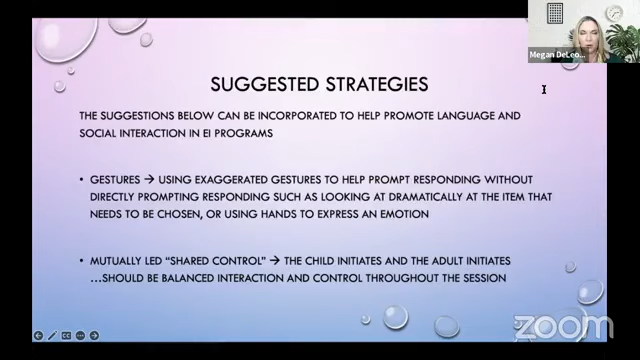 Megan DeLeo...
SUGGESTED STRATEGIES
THE SUGGESTIONS BELOW CAN BE INCORPORATED TO HELP PROMOTE LANGUAGE AND
SOCIAL INTERACTION IN EI PROGRAMS
• GESTURES → USING EXAGGERATED GESTURES TO HELP PROMPT RESPONDING WITHOUT
DIRECTLY PROMPTING RESPONDING SUCH AS LOOKING AT DRAMATICALLY AT THE ITEM THAT
NEEDS TO BE CHOSEN, OR USING HANDS TO EXPRESS AN EMOTION
• MUTUALLY LED “SHARED CONTROL” → THE CHILD INITIATES AND THE ADULT INITIATES
…SHOULD BE BALANCED INTERACTION AND CONTROL THROUGHOUT THE SESSION
zoom